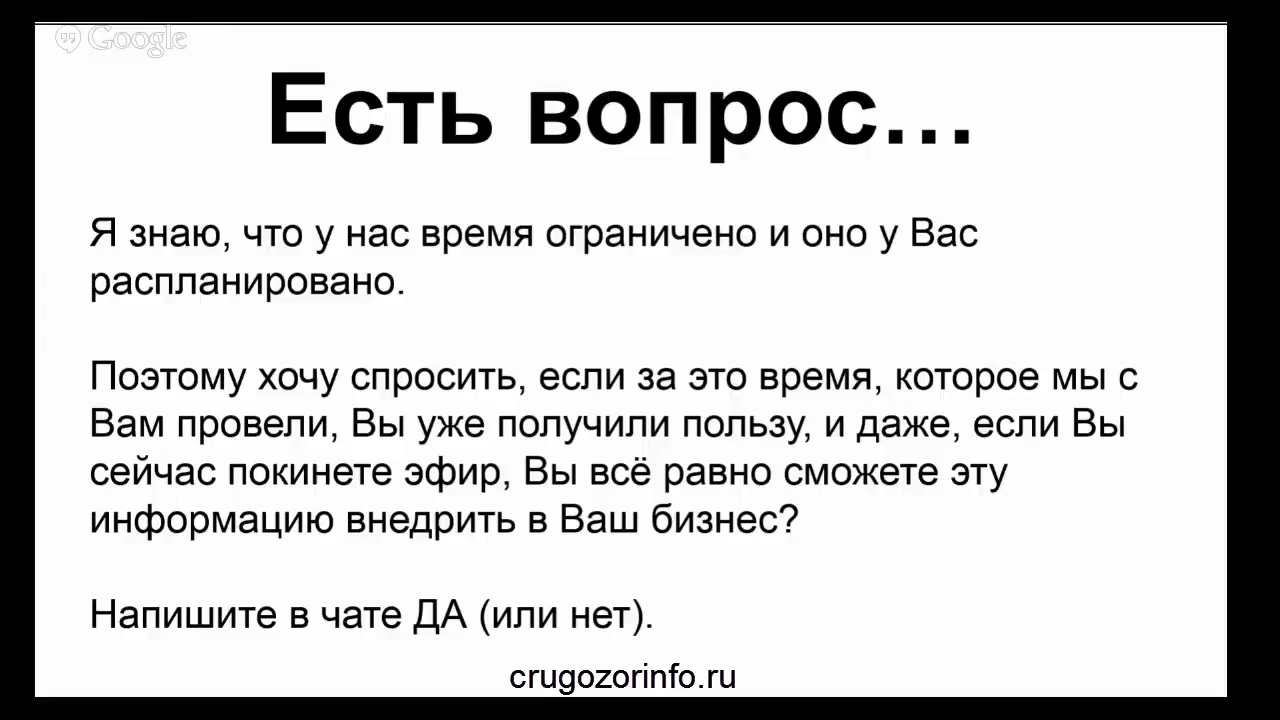 Google
Есть вопрос...
Я знаю, что у нас время ограничено и оно у Вас
распланировано.
Поэтому хочу спросить, если за это время, которое мы с
Вам провели, Вы уже получили пользу, и даже, если Вы
сейчас покинете эфир, Вы всё равно сможете эту
информацию внедрить в Ваш бизнес?
Напишите в чате ДА (или нет).
crugozorinfo.ru